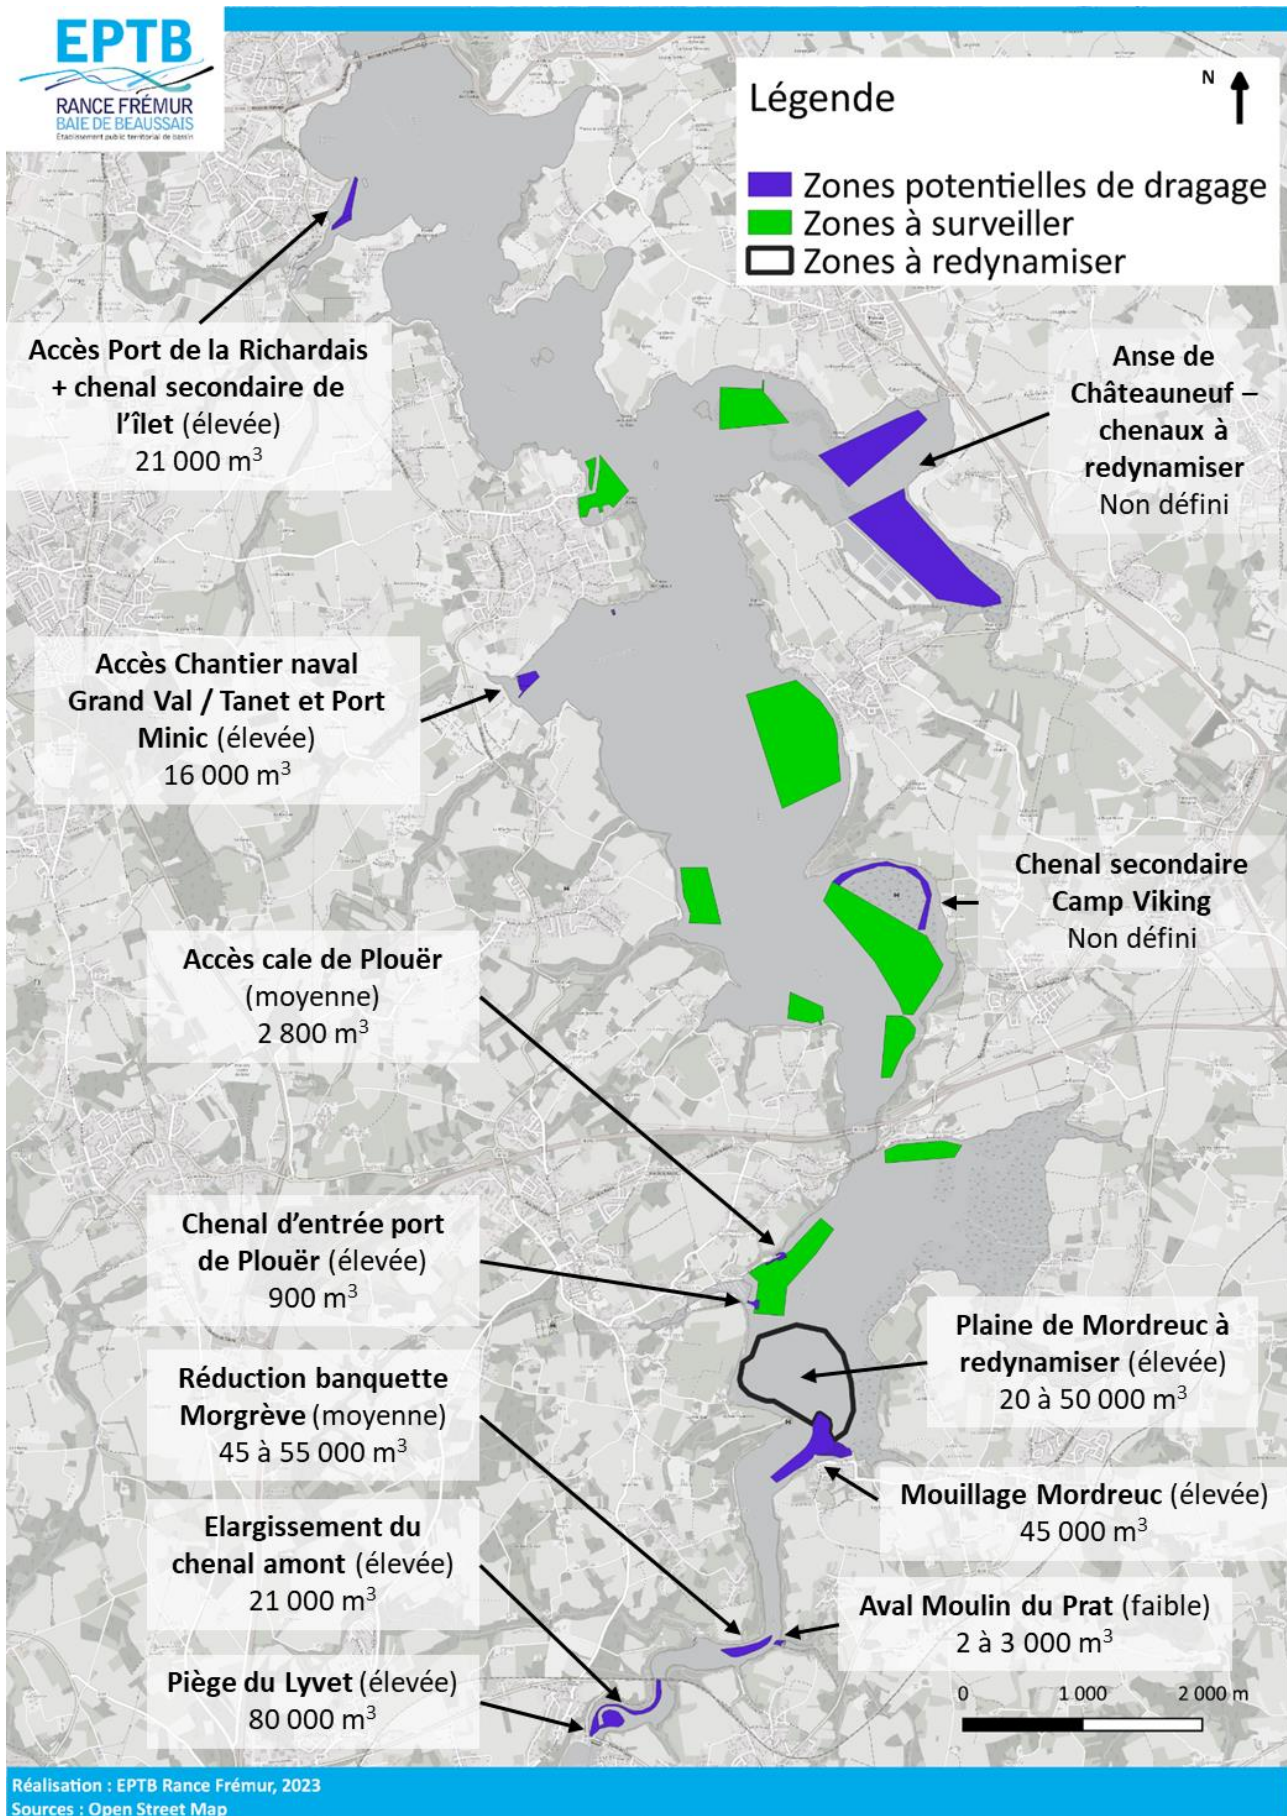 EPTB
RANCE FRÉMUR
BAIE DE BEAUSSAIS
Établissement public territorial de bassin
Légende
N
Zones potentielles de dragage
Zones à surveiller
Zones à redynamiser
Accès Port de la Richardais
+ chenal secondaire de
l'îlet (élevée)
21 000 m³
Anse de
Châteauneuf –
chenaux à
redynamiser
Non défini
Accès Chantier naval
Grand Val / Tanet et Port
Minic (élevée)
16 000 m³
Chenal secondaire
Camp Viking
Non défini
Accès cale de Plouër
(moyenne)
2 800 m³
Chenal d'entrée port
de Plouër (élevée)
900 m³
Plaine de Mordreuc à
redynamiser (élevée)
20 à 50 000 m³
Réduction banquette
Morgrève (moyenne)
45 à 55 000 m³
Mouillage Mordreuc (élevée)
45 000 m³
Elargissement du
chenal amont (élevée)
21 000 m³
Aval Moulin du Prat (faible)
2 à 3 000 m³
Piège du Lyvet (élevée)
80 000 m³
0 1 000 2 000 m
Réalisation : EPTB Rance Frémur, 2023
Sources : Open Street Map